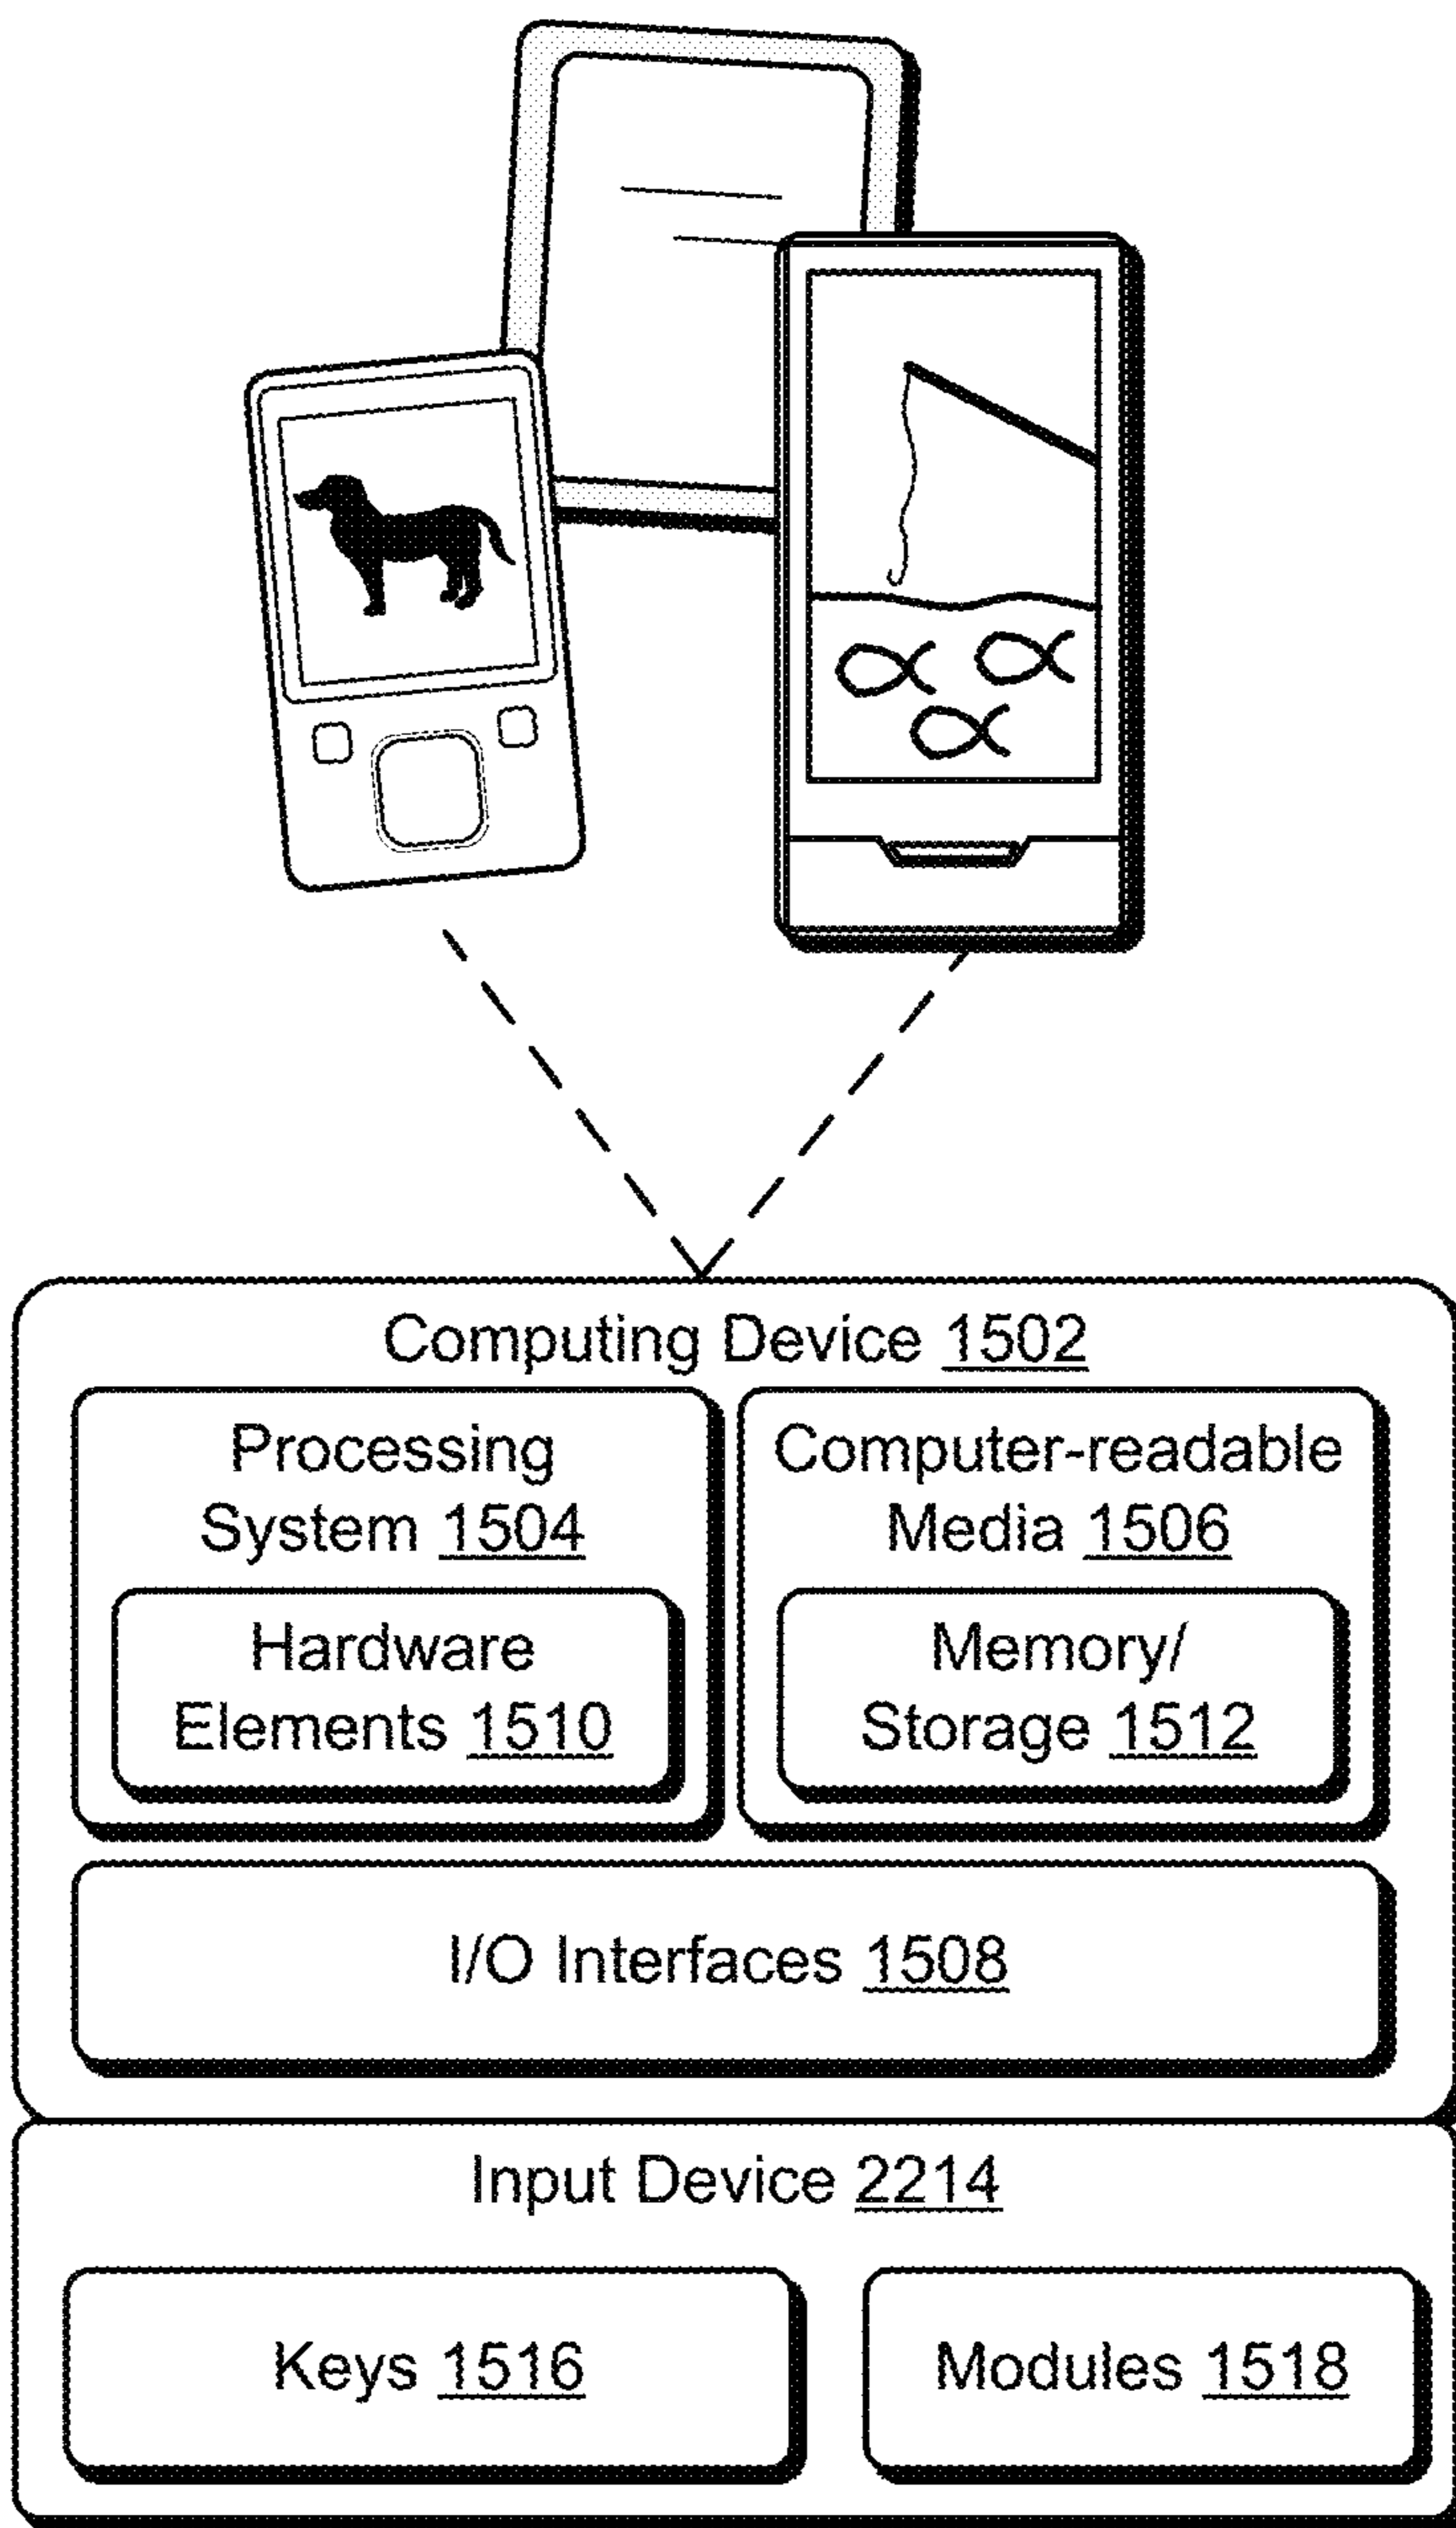 Computing Device 1502
Processing
System 1504
Hardware
Elements 1510
Computer-readable
Media 1506
Memory/
Storage 1512
I/O Interfaces 1508
Input Device 2214
Keys 1516
Modules 1518